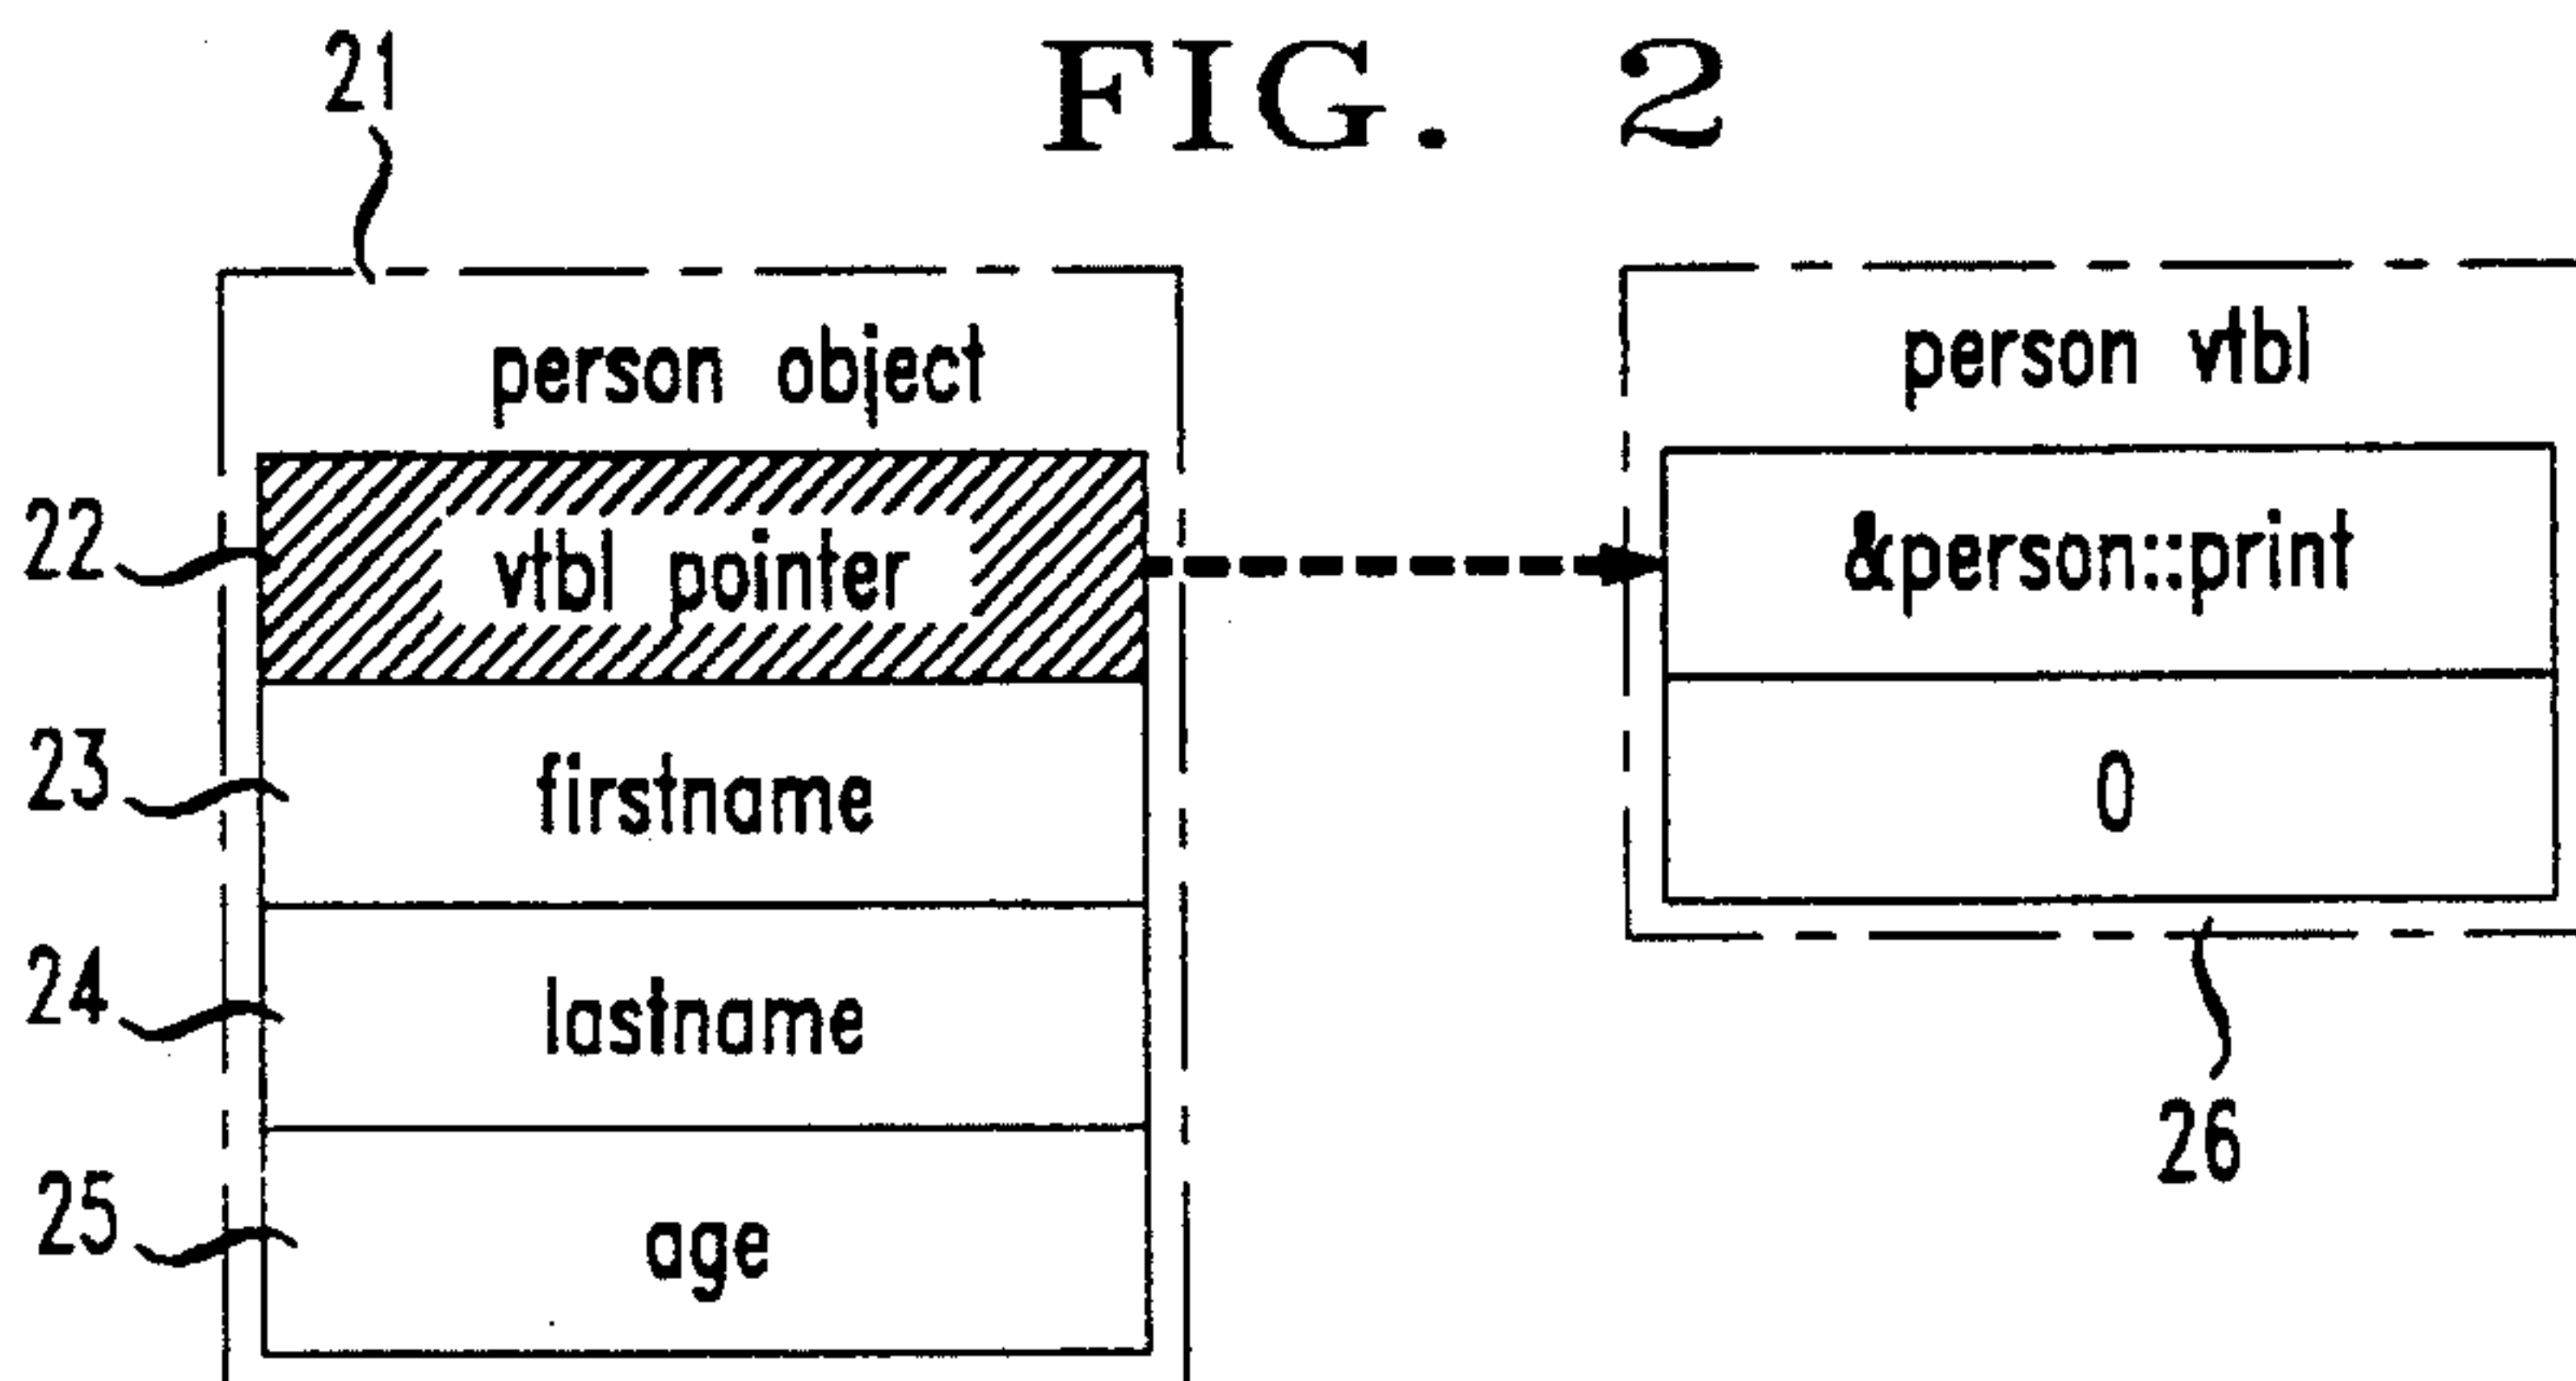 FIG. 2
21
person object
22
vtbl pointer
23
firstname
24
lastname
25
age
person vtbl
&person::print
0
26